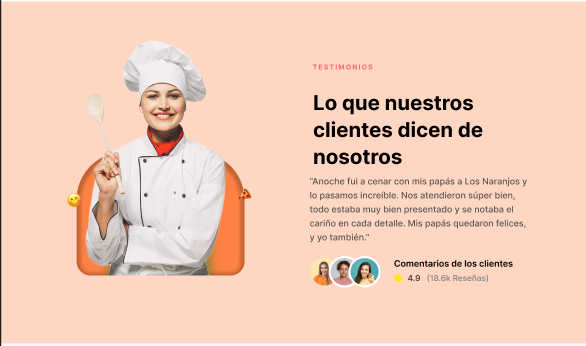 TESTIMONIOS
Lo que nuestros
clientes dicen de
nosotros
"Anoche fui a cenar con mis papás a Los Naranjos y
lo pasamos increíble. Nos atendieron súper bien,
todo estaba muy bien presentado y se notaba el
cariño en cada detalle. Mis papás quedaron felices,
y yo también."
Comentarios de los clientes
4.9 (18.6k Reseñas)